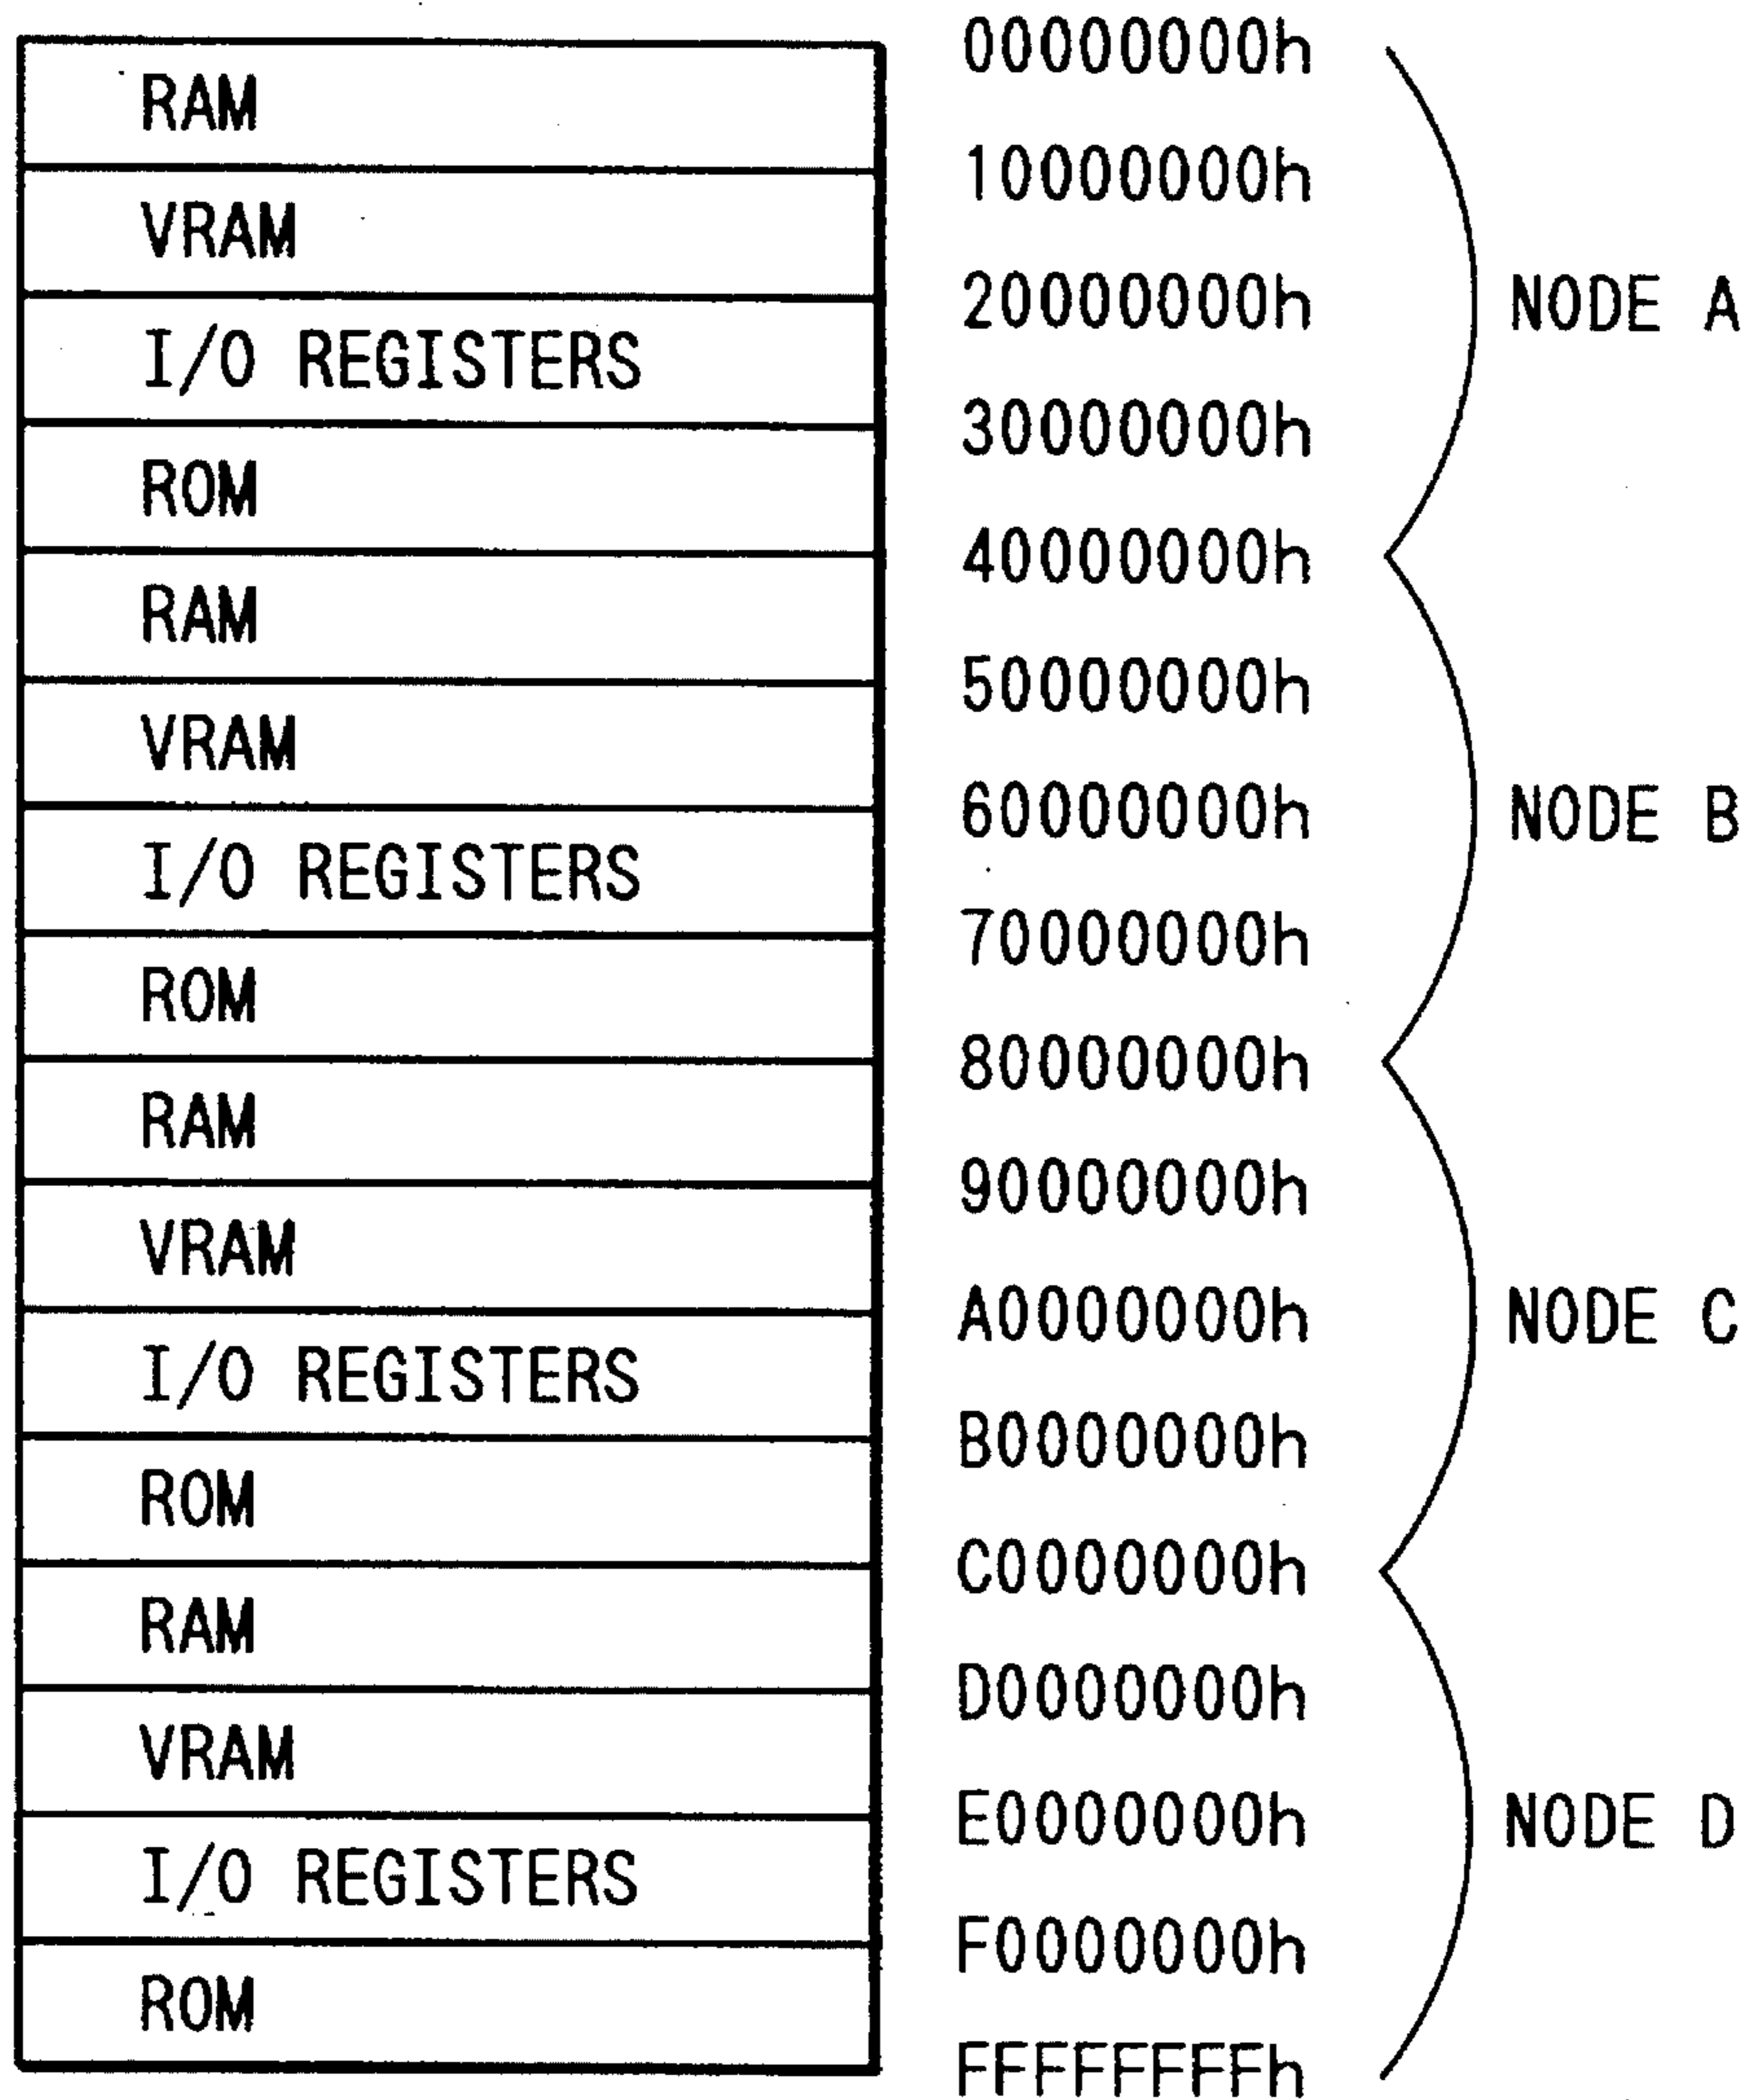 00000000h
RAM
10000000h
VRAM
20000000h NODE A
I/O REGISTERS
30000000h
ROM
40000000h
RAM
50000000h
VRAM
60000000h NODE B
I/O REGISTERS
70000000h
ROM
80000000h
RAM
90000000h
VRAM
A0000000h NODE C
I/O REGISTERS
B0000000h
ROM
C0000000h
RAM
D0000000h
VRAM
E0000000h NODE D
I/O REGISTERS
F0000000h
ROM
FFFFFFFFh